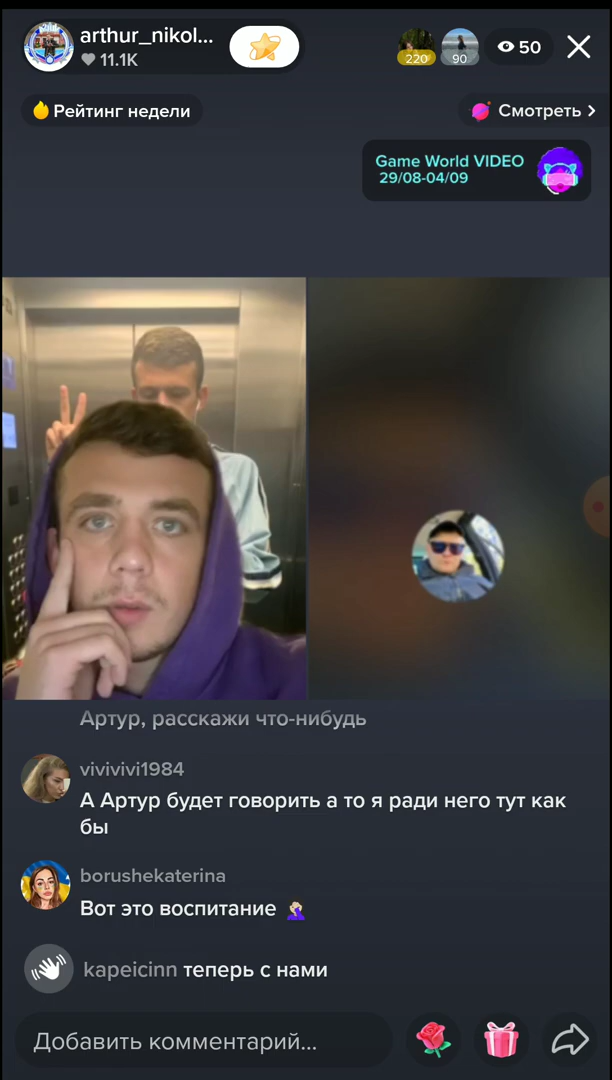 arthur_nikol...
11.1K
220
90
50
Рейтинг недели
Смотреть
Game World VIDEO
29/08-04/09
Артур, расскажи что-нибудь
vivivivi1984
А Артур будет говорить а то я ради него тут как
бы
borushekaterina
Вот это воспитание
kapeicinn теперь с нами
Добавить комментарий...